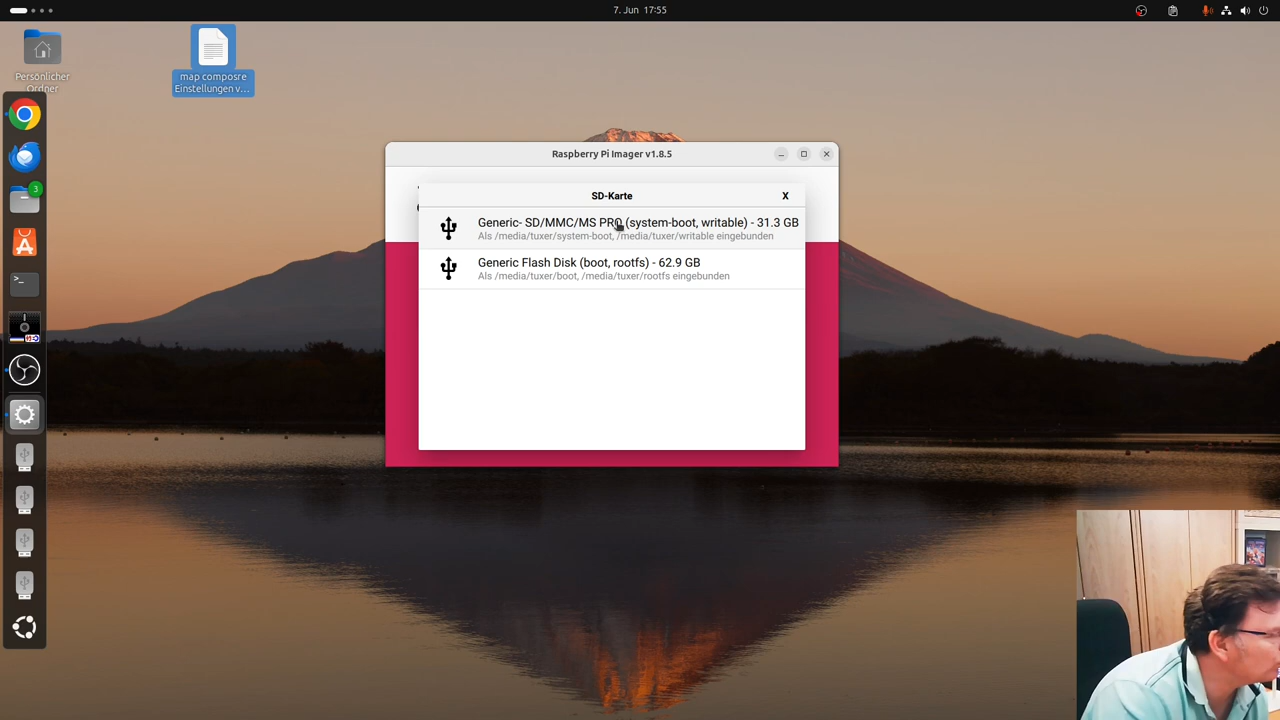 7. Jun  17:55
Persönlicher
Ordner
map composre
Einstellungen v...
3
Raspberry Pi Imager v1.8.5
SD-Karte
X
Generic- SD/MMC/MS PRO (system-boot, writable) - 31.3 GB
Als /media/tuxer/system-boot, /media/tuxer/writable eingebunden
Generic Flash Disk (boot, rootfs) - 62.9 GB
Als /media/tuxer/boot, /media/tuxer/rootfs eingebunden